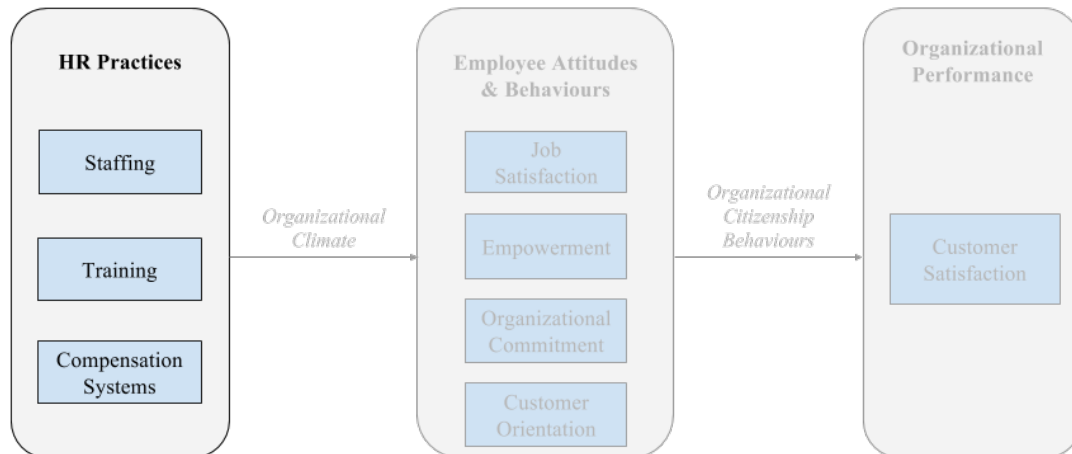 HR Practices
Staffing
Training
Compensation
Systems
Organizational
Climate
Employee Attitudes
& Behaviours
Job
Satisfaction
Empowerment
Organizational
Commitment
Customer
Orientation
Organizational
Citizenship
Behaviours
Organizational
Performance
Customer
Satisfaction